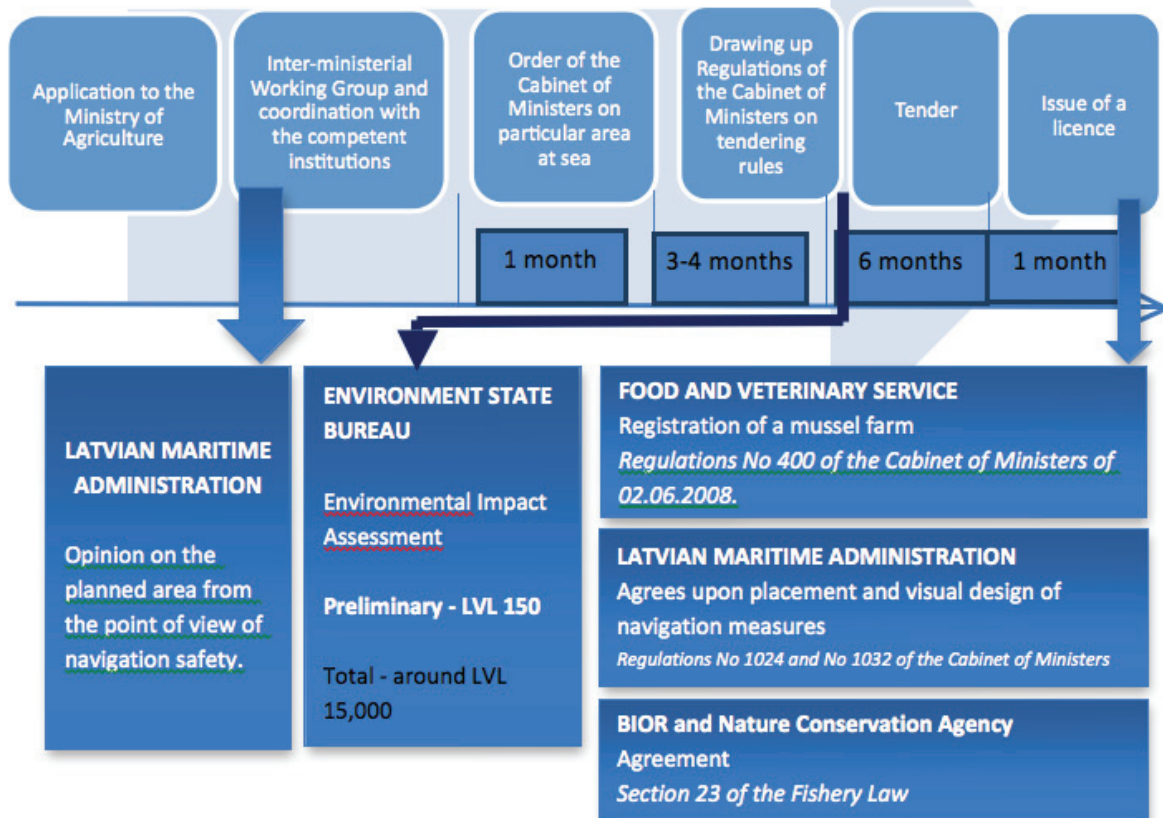 Application to the
Ministry of
Agriculture
Inter-ministerial
Working Group and
coordination with
the competent
institutions
Order of the
Cabinet of
Ministers on
particular area
at sea
Drawing up
Regulations of
the Cabinet of
Ministers on
tendering
rules
Tender
Issue of a
licence
1 month
3-4 months
6 months
1 month
LATVIAN MARITIME
ADMINISTRATION
Opinion on the
planned area from
the point of view of
navigation safety.
ENVIRONMENT STATE
BUREAU
Environmental Impact
Assessment
Preliminary - LVL 150
Total - around LVL
15,000
FOOD AND VETERINARY SERVICE
Registration of a mussel farm
Regulations No 400 of the Cabinet of Ministers of
02.06.2008.
LATVIAN MARITIME ADMINISTRATION
Agrees upon placement and visual design of
navigation measures
Regulations No 1024 and No 1032 of the Cabinet of Ministers
BIOR and Nature Conservation Agency
Agreement
Section 23 of the Fishery Law